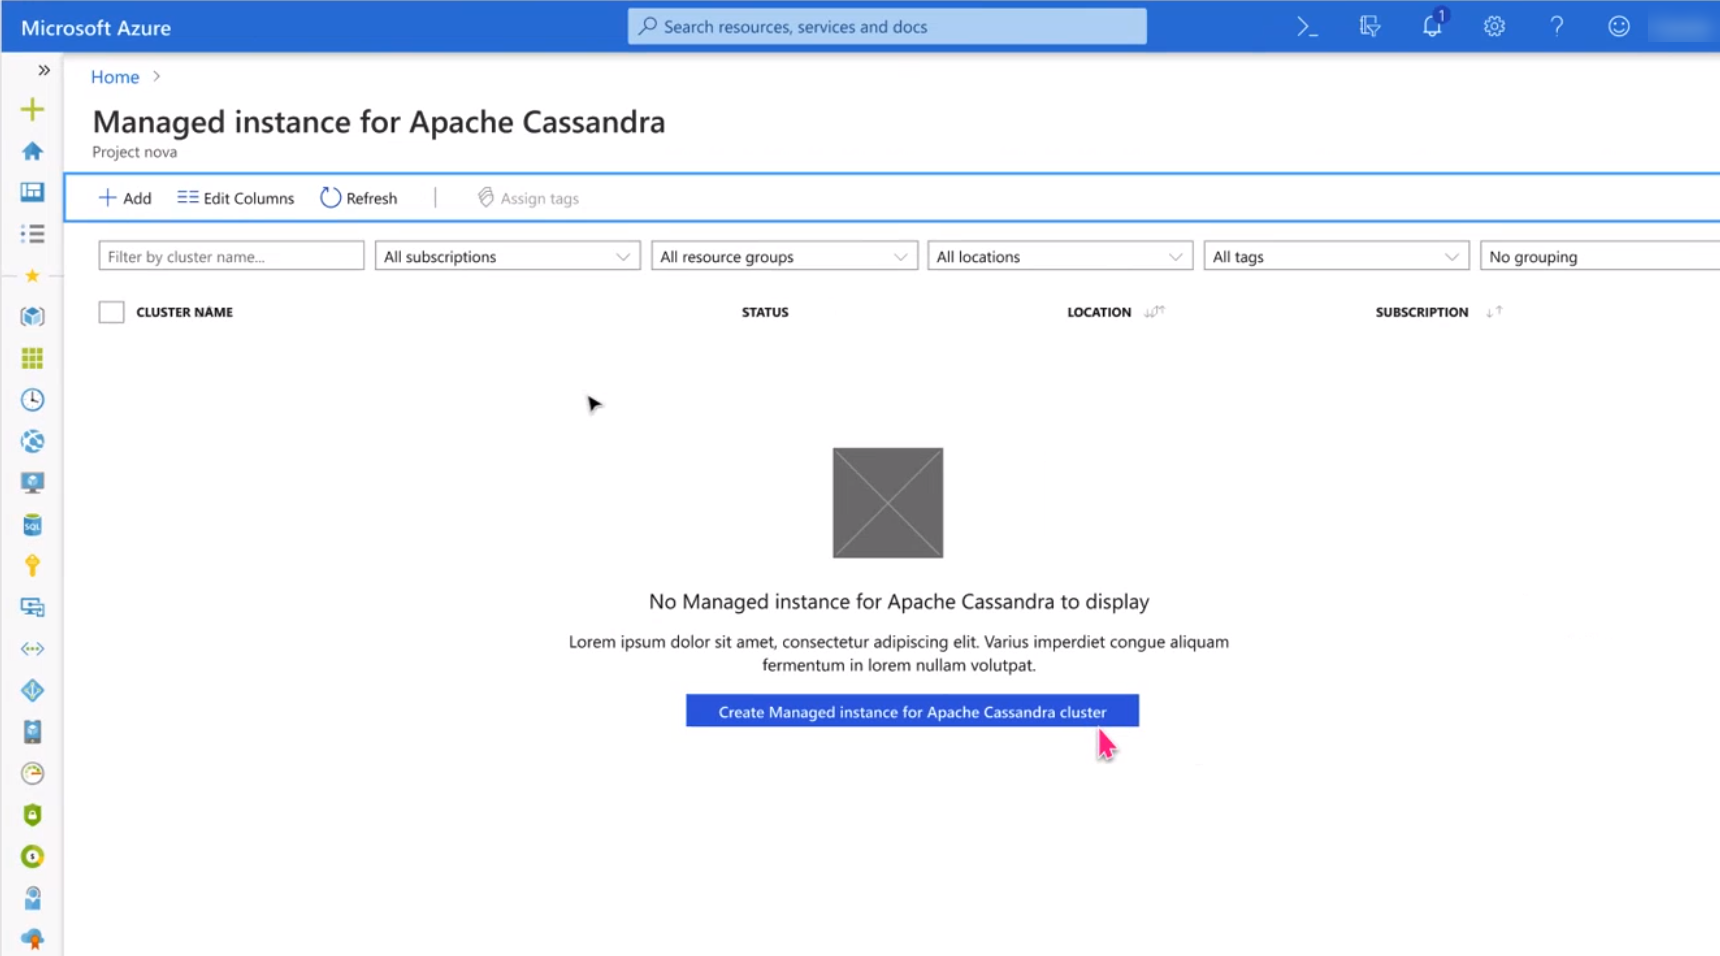 Microsoft Azure
Search resources, services and docs
1
Home
Managed instance for Apache Cassandra
Project nova
Add
Edit Columns
Refresh
Assign tags
Filter by cluster name...
All subscriptions
All resource groups
All locations
All tags
No grouping
CLUSTER NAME
STATUS
LOCATION
SUBSCRIPTION
SQL
No Managed instance for Apache Cassandra to display
Lorem ipsum dolor sit amet, consectetur adipiscing elit. Varius imperdiet congue aliquam
fermentum in lorem nullam volutpat.
Create Managed instance for Apache Cassandra cluster